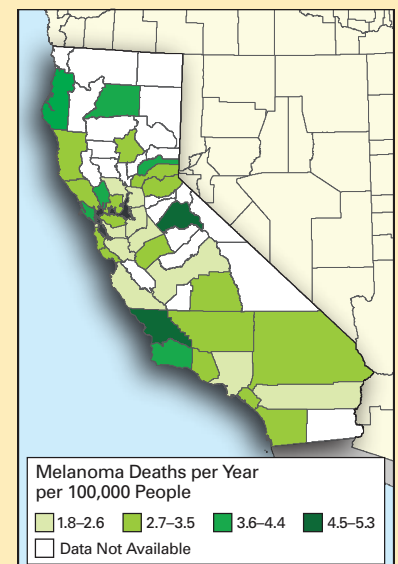 Melanoma Deaths per Year
per 100,000 People
1.8–2.6 2.7–3.5 3.6–4.4 4.5–5.3
Data Not Available